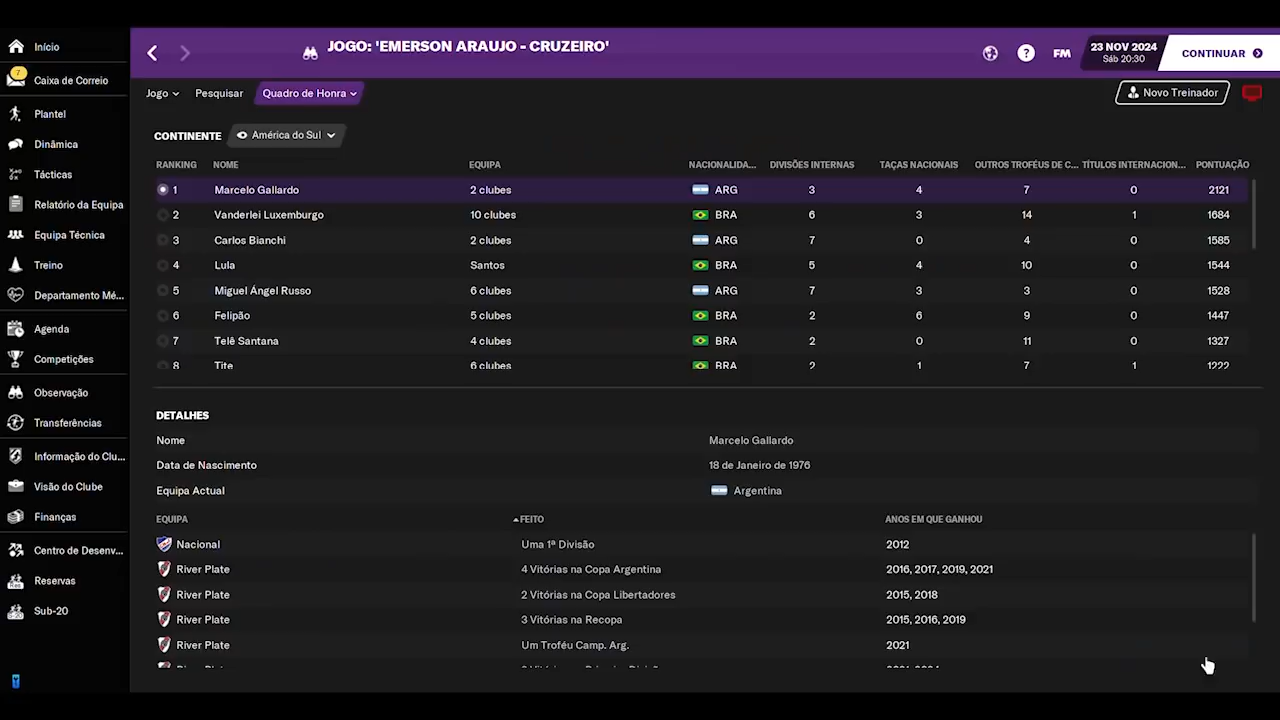 Início
JOGO: 'EMERSON ARAUJO - CRUZEIRO'
? FM 23 NOV 2024 CONTINUAR
Sáb 20:30
7
Caixa de Correio
Jogo Pesquisar Quadro de Honra Novo Treinador
Plantel
Dinâmica
Tácticas
Relatório da Equipa
Equipa Técnica
Treino
Departamento Mé...
Agenda
Competições
Observação
Transferências
Informação do Clu...
Visão do Clube
Finanças
Centro de Desenv...
Reservas
Sub-20
CONTINENTE América do Sul
RANKING NOME EQUIPA NACIONALIDA... DIVISÕES INTERNAS TAÇAS NACIONAIS OUTROS TROFÉUS DE C... TÍTULOS INTERNACION... PONTUAÇÃO
1 Marcelo Gallardo 2 clubes ARG 3 4 7 0 2121
2 Vanderlei Luxemburgo 10 clubes BRA 6 3 14 1 1684
3 Carlos Bianchi 2 clubes ARG 7 0 4 0 1585
4 Lula Santos BRA 5 4 10 0 1544
5 Miguel Ángel Russo 6 clubes ARG 7 3 3 0 1528
6 Felipão 5 clubes BRA 2 6 9 0 1447
7 Telê Santana 4 clubes BRA 2 0 11 0 1327
8 Tite 6 clubes BRA 2 1 7 1 1222
DETALHES
Nome Marcelo Gallardo
Data de Nascimento 18 de Janeiro de 1976
Equipa Actual Argentina
EQUIPA FEITO ANOS EM QUE GANHOU
Nacional Uma 1ª Divisão 2012
River Plate 4 Vitórias na Copa Argentina 2016, 2017, 2019, 2021
River Plate 2 Vitórias na Copa Libertadores 2015, 2018
River Plate 3 Vitórias na Recopa 2015, 2016, 2019
River Plate Um Troféu Camp. Arg. 2021
River Plate